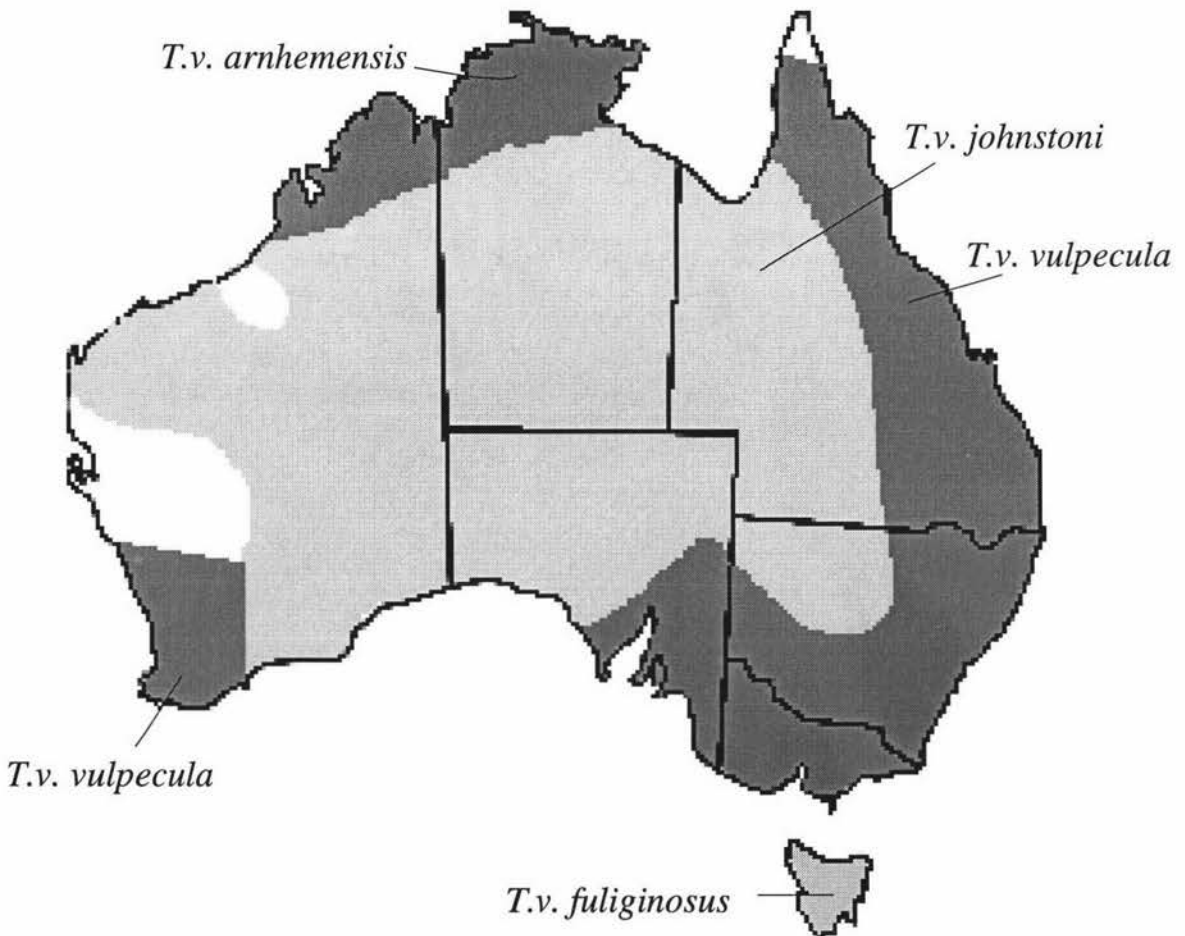 T.v. arnhemensis
T.v. johnstoni
T.v. vulpecula
T.v. vulpecula
T.v. fuliginosus